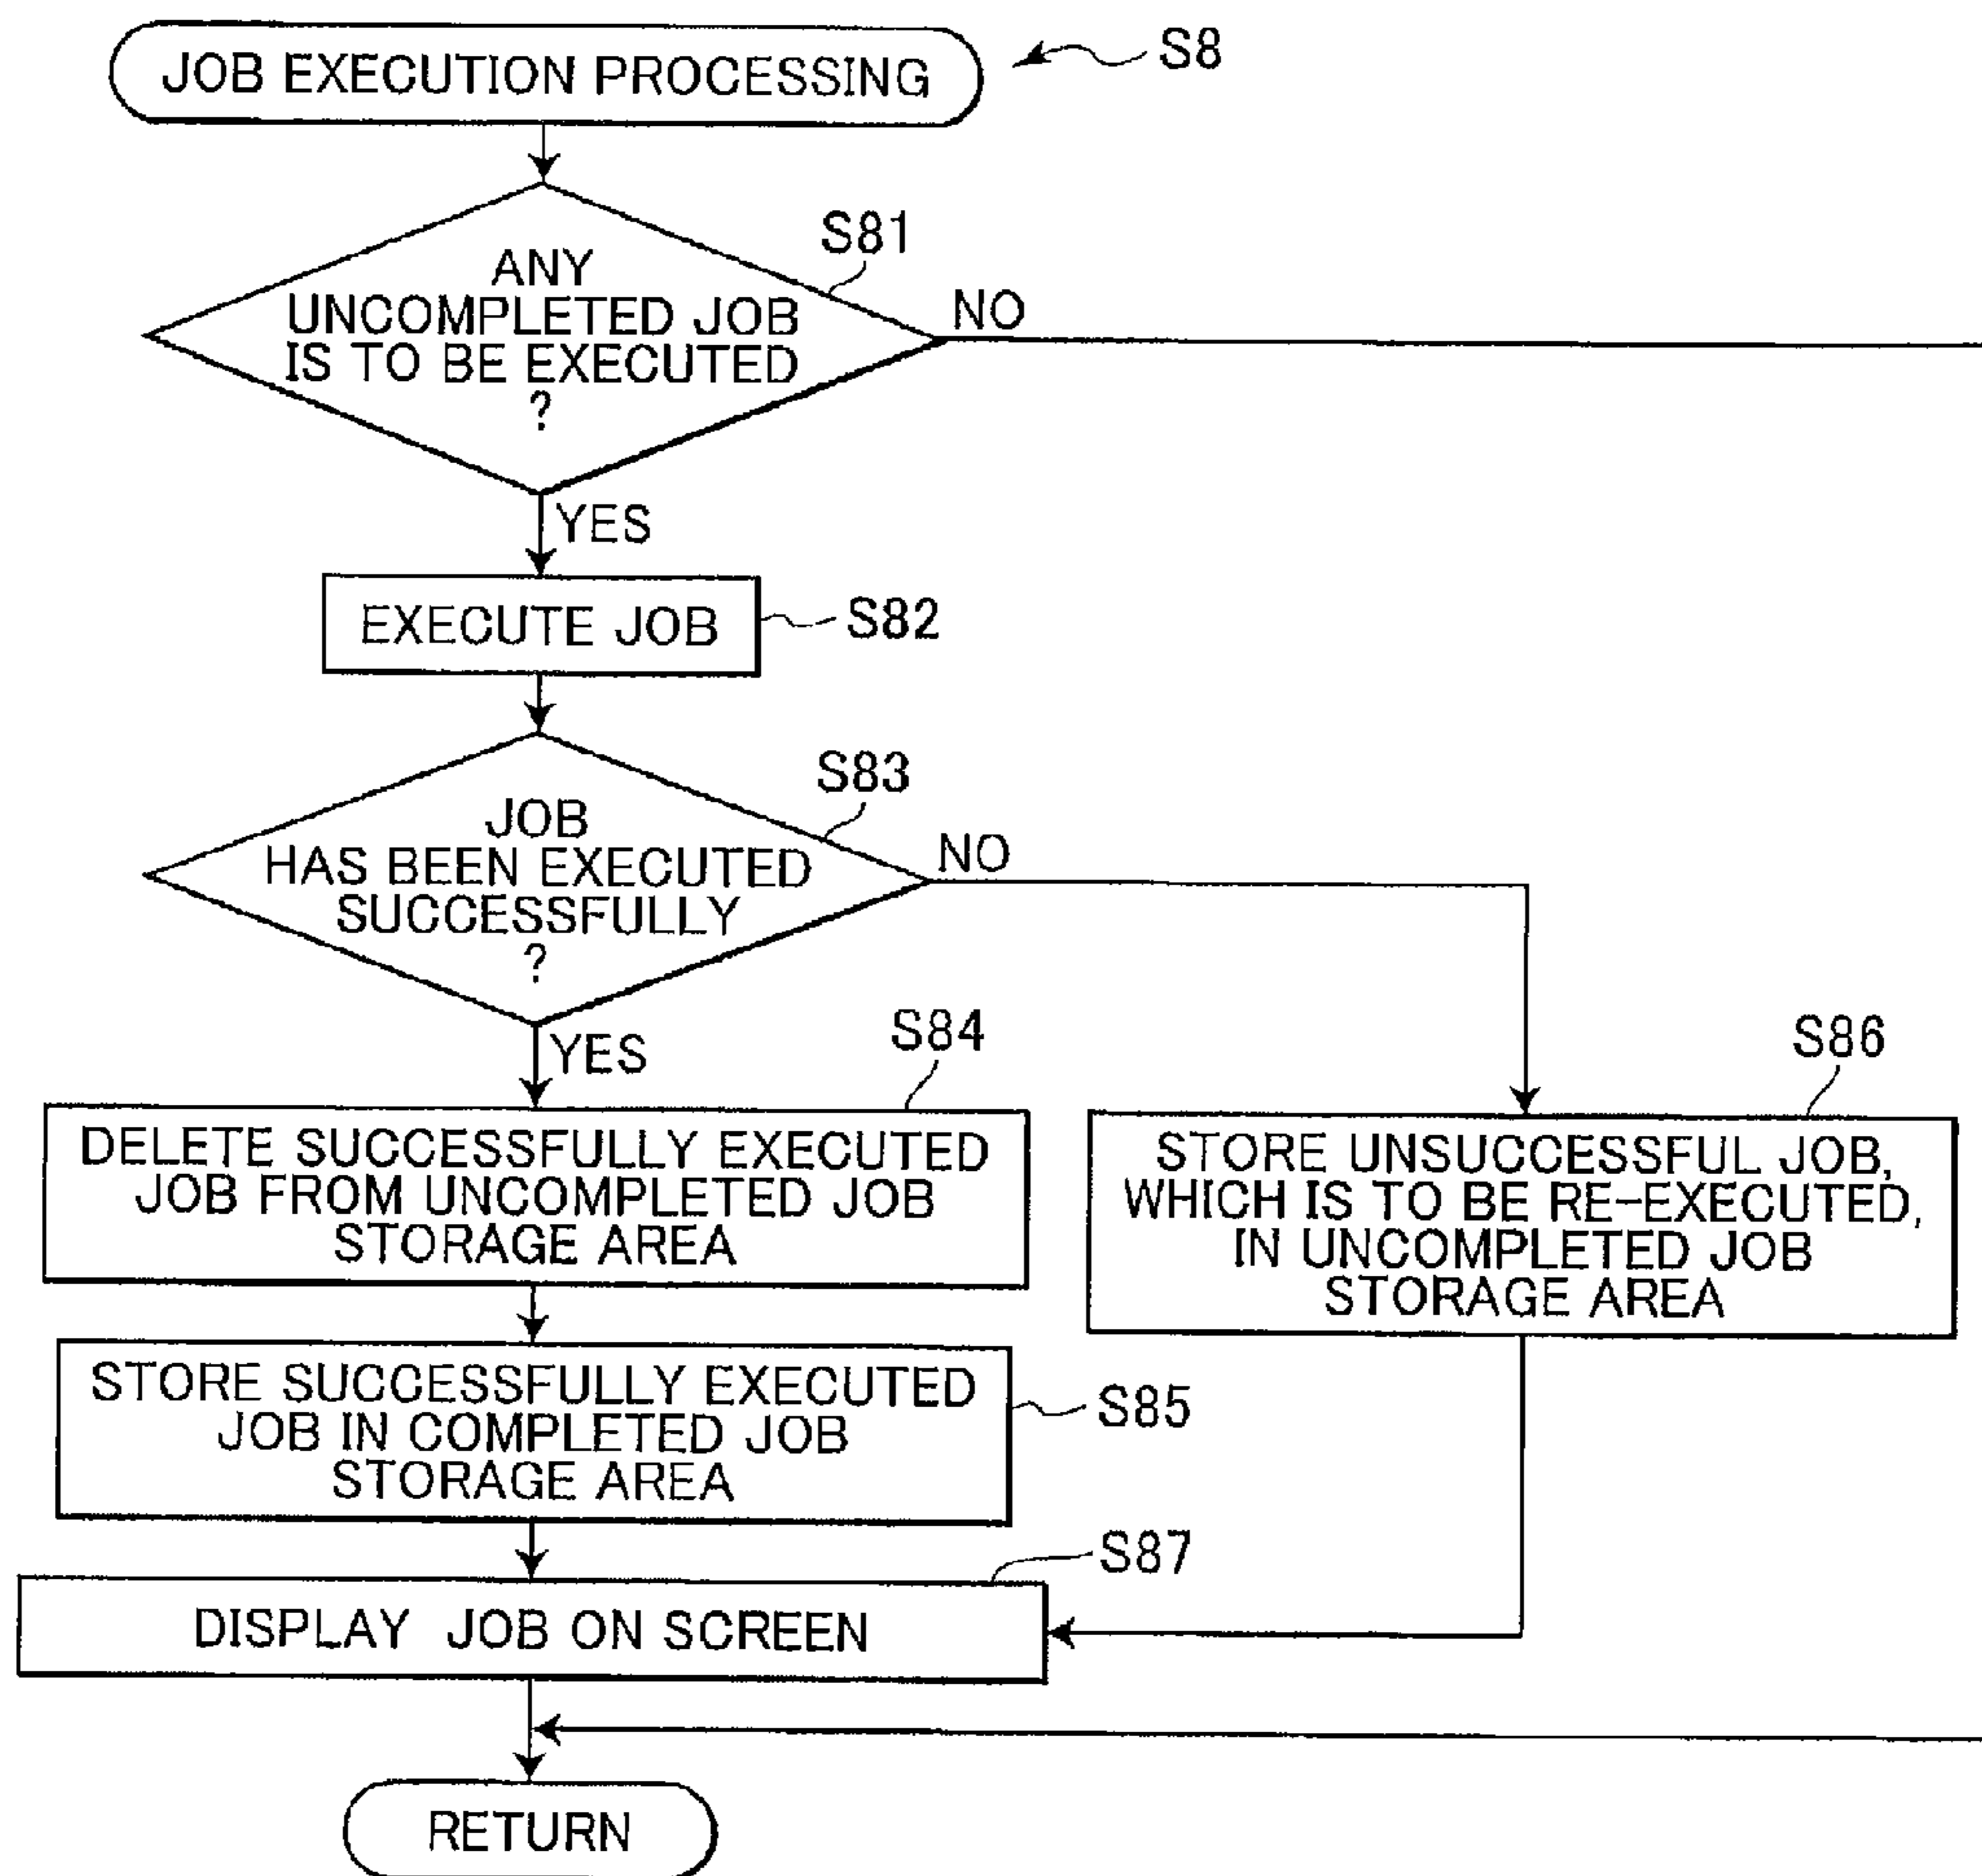 JOB EXECUTION PROCESSING
S8
S81
ANY
UNCOMPLETED JOB
IS TO BE EXECUTED
?
NO
YES
EXECUTE JOB
S82
S83
JOB
HAS BEEN EXECUTED
SUCCESSFULLY
?
NO
YES
S84
DELETE SUCCESSFULLY EXECUTED
JOB FROM UNCOMPLETED JOB
STORAGE AREA
S86
STORE UNSUCCESSFUL JOB,
WHICH IS TO BE RE-EXECUTED,
IN UNCOMPLETED JOB
STORAGE AREA
STORE SUCCESSFULLY EXECUTED
JOB IN COMPLETED JOB
STORAGE AREA
S85
S87
DISPLAY JOB ON SCREEN
RETURN